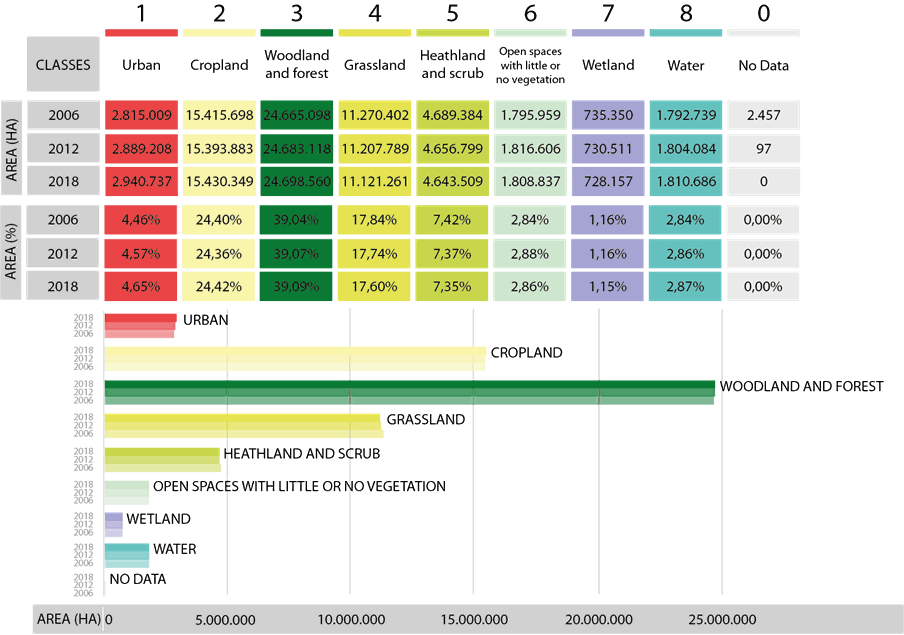 1 2 3 4 5 6 7 8 0
CLASSES Urban Cropland Woodland and forest Grassland Heathland and scrub Open spaces with little or no vegetation Wetland Water No Data
AREA (HA)
2006 2.815.009 15.415.698 24.665.098 11.270.402 4.689.384 1.795.959 735.350 1.792.739 2.457
2012 2.889.208 15.393.883 24.683.118 11.207.789 4.656.799 1.816.606 730.511 1.804.084 97
2018 2.940.737 15.430.349 24.698.560 11.121.261 4.643.509 1.808.837 728.157 1.810.686 0
AREA (%)
2006 4,46% 24,40% 39,04% 17,84% 7,42% 2,84% 1,16% 2,84% 0,00%
2012 4,57% 24,36% 39,07% 17,74% 7,37% 2,88% 1,16% 2,86% 0,00%
2018 4,65% 24,42% 39,09% 17,60% 7,35% 2,86% 1,15% 2,87% 0,00%
2018 URBAN
2012
2006
2018 CROPLAND
2012
2006
2018 WOODLAND AND FOREST
2012
2006
2018 GRASSLAND
2012
2006
2018 HEATHLAND AND SCRUB
2012
2006
2018 OPEN SPACES WITH LITTLE OR NO VEGETATION
2012
2006
2018 WETLAND
2012
2006
2018 WATER
2012
2006
2018 NO DATA
2012
2006
AREA (HA) 0 5.000.000 10.000.000 15.000.000 20.000.000 25.000.000